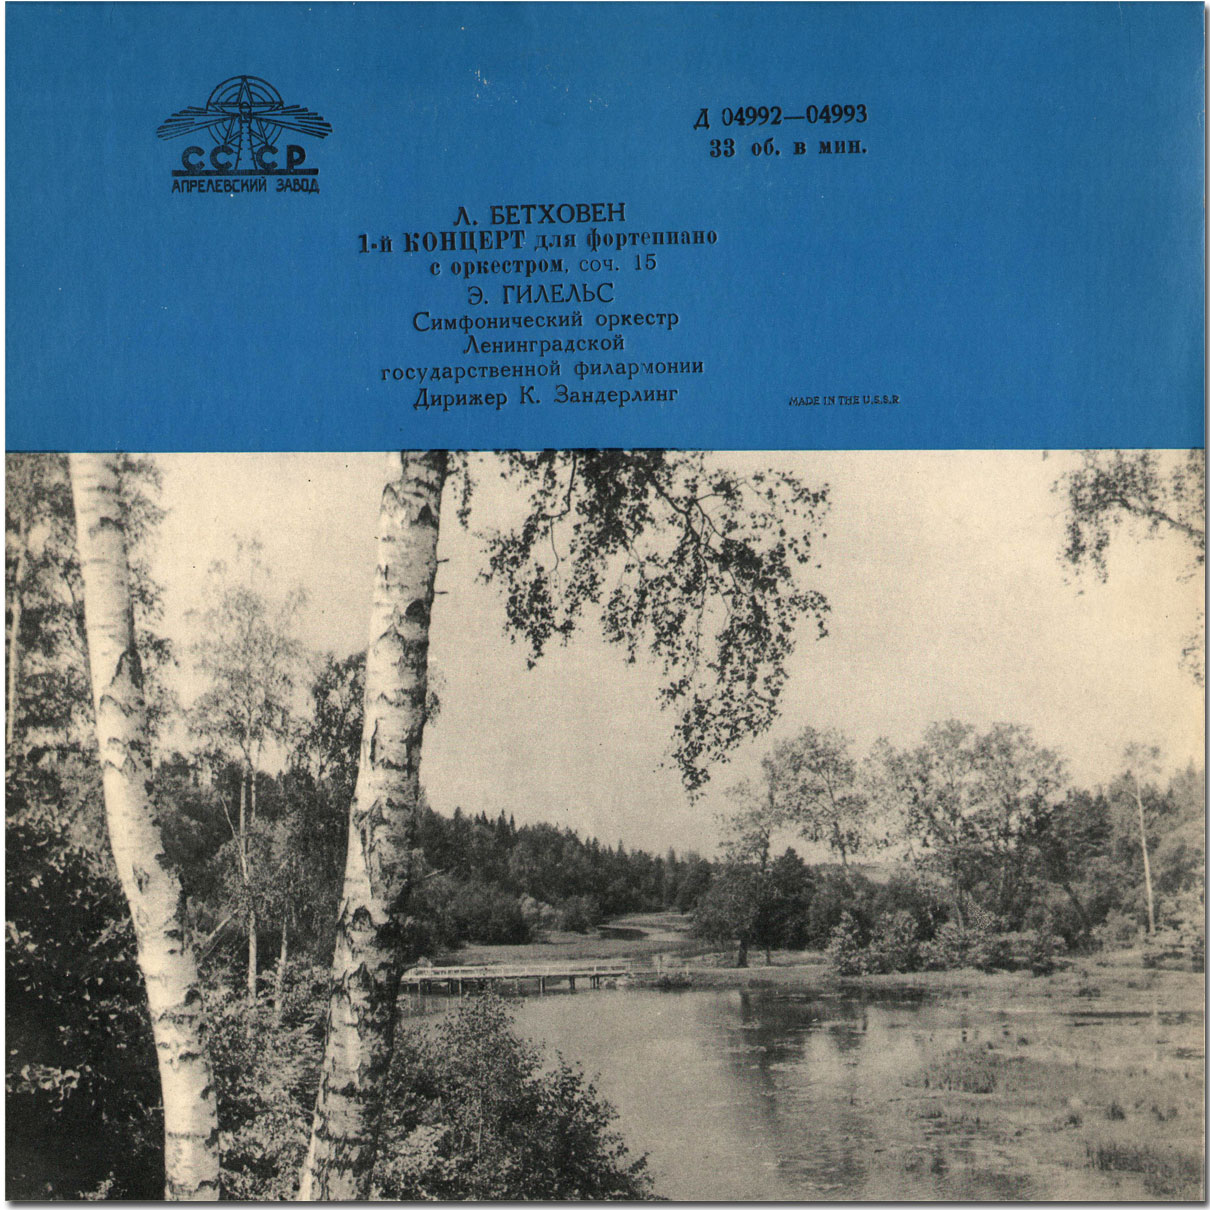 СССР
АПРЕЛЕВСКИЙ ЗАВОД
Д 04992—04993
33 об. в мин.
Л. БЕТХОВЕН
1-й КОНЦЕРТ для фортепиано
с оркестром, соч. 15
Э. ГИЛЕЛЬС
Симфонический оркестр
Ленинградской
государственной филармонии
Дирижер К. Зандерлинг
MADE IN THE U.S.S.R.